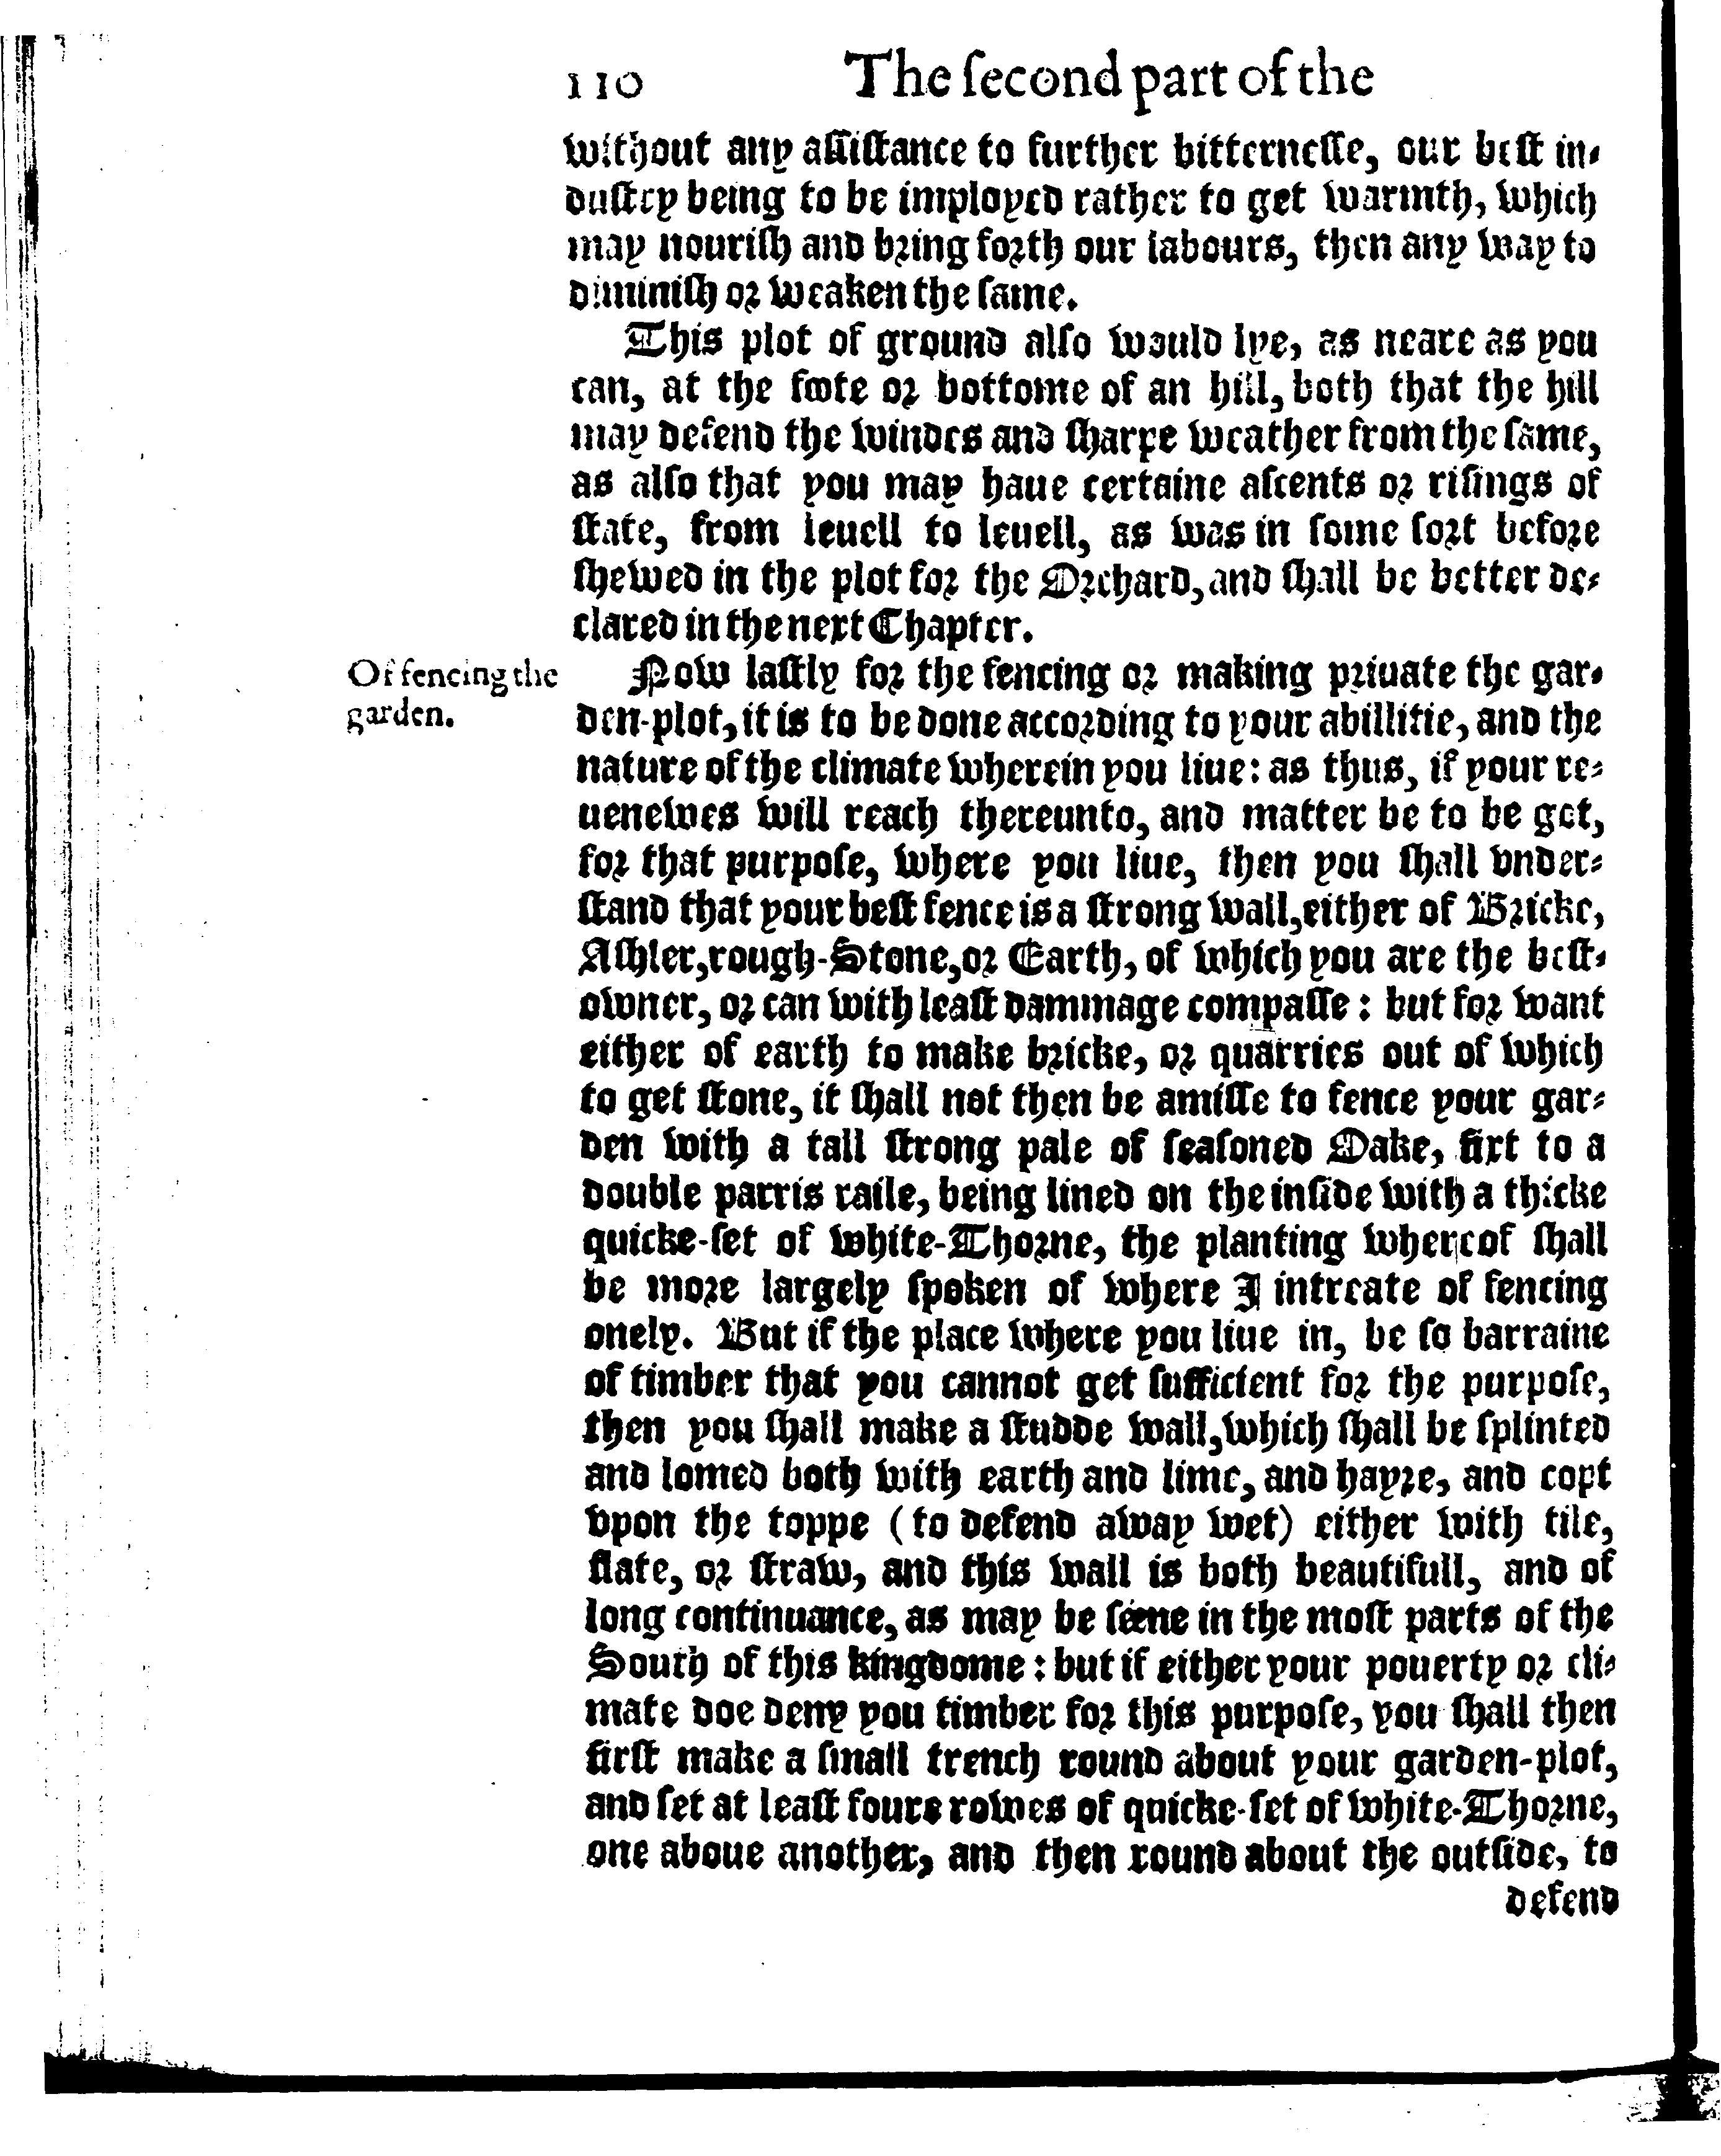 110 The ſecond part of the
without any aſſiſtance to further bitterneſſe, our beſt in-
duſtry being to be imployed rather to get warmth, which
may nouriſh and bring forth our labours, then any way to
diminiſh or weaken the ſame.
This plot of ground alſo would lye, as neare as you
can, at the foote or bottome of an hill, both that the hill
may defend the windes and ſharpe weather from the ſame,
as alſo that you may haue certaine aſcents or riſings of
ſtate, from leuell to leuell, as was in ſome ſort before
ſhewed in the plot for the Orchard, and ſhall be better de-
clared in the next Chapter.
Of fencing the
garden.
Now laſtly for the fencing or making priuate the gar-
den-plot, it is to be done according to your abillitie, and the
nature of the climate wherein you liue: as thus, if your re-
uenewes will reach thereunto, and matter be to be got,
for that purpoſe, where you liue, then you ſhall vnder-
ſtand that your beſt fence is a ſtrong wall, either of Bricke,
Aſhler, rough-Stone, or Earth, of which you are the beſt-
owner, or can with leaſt dammage compaſſe: but for want
either of earth to make bricke, or quarries out of which
to get ſtone, it ſhall not then be amiſſe to fence your gar-
den with a tall ſtrong pale of ſeaſoned Oake, fixt to a
double parris raile, being lined on the inſide with a thicke
quicke-ſet of white-Thorne, the planting whereof ſhall
be more largely ſpoken of where I intreate of fencing
onely. But if the place where you liue in, be ſo barraine
of timber that you cannot get ſufficient for the purpoſe,
then you ſhall make a ſtudde wall, which ſhall be ſplinted
and lomed both with earth and lime, and hayre, and copt
vpon the toppe (to defend away wet) either with tile,
ſlate, or ſtraw, and this wall is both beautifull, and of
long continuance, as may be ſéene in the moſt parts of the
South of this kingdome: but if either your pouerty or cli-
mate doe deny you timber for this purpoſe, you ſhall then
firſt make a ſmall trench round about your garden-plot,
and ſet at leaſt foure rowes of quicke-ſet of white-Thorne,
one aboue another, and then round about the outſide, to
defend